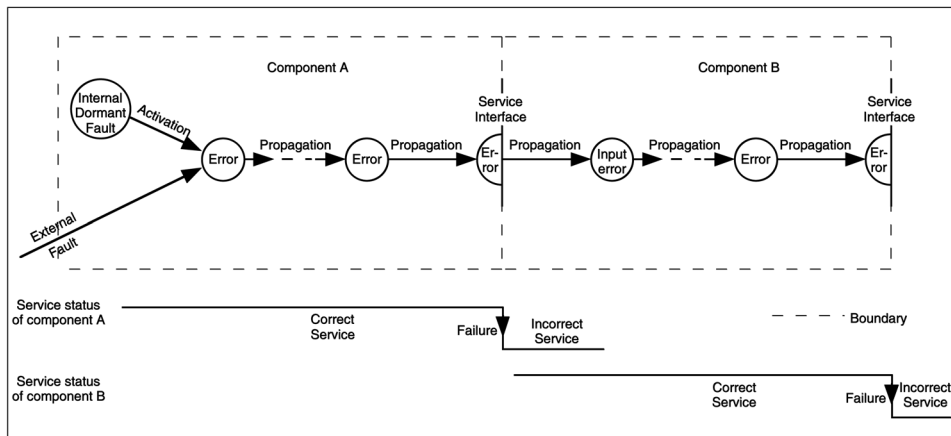 Component A
Component B
Internal
Dormant
Fault
Activation
Service
Interface
Service
Interface
Error
Propagation
Error
Propagation
Er-
ror
Propagation
Input
error
Propagation
Error
Propagation
Er-
ror
External
Fault
Service status
of component A
Correct
Service
Failure
Incorrect
Service
Boundary
Service status
of component B
Correct
Service
Failure
Incorrect
Service